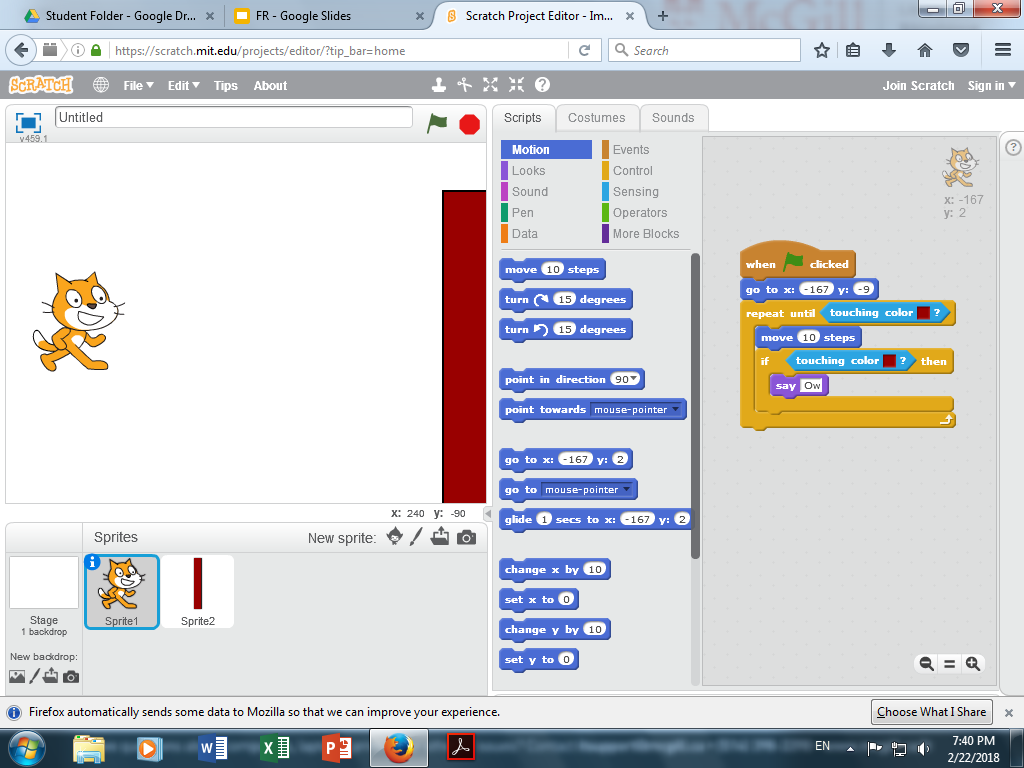 Student Folder - Google Dr...
FR - Google Slides
Scratch Project Editor - Im...
https://scratch.mit.edu/projects/editor/?tip_bar=home
Search
SCRATCH
File
Edit
Tips
About
Join Scratch
Sign in
v459.1
Untitled
Scripts
Costumes
Sounds
Motion
Events
Looks
Control
Sound
Sensing
Pen
Operators
Data
More Blocks
x: -167
y: 2
move 10 steps
turn 15 degrees
turn 15 degrees
point in direction 90
point towards mouse-pointer
go to x: -167 y: 2
go to mouse-pointer
glide 1 secs to x: -167 y: 2
change x by 10
set x to 0
change y by 10
set y to 0
when clicked
go to x: -167 y: -9
repeat until touching color ?
move 10 steps
if touching color ? then
say Ow
x: 240 y: -90
Sprites
New sprite:
Stage
1 backdrop
New backdrop:
Sprite1
Sprite2
Firefox automatically sends some data to Mozilla so that we can improve your experience.
Choose What I Share
EN
7:40 PM
2/22/2018